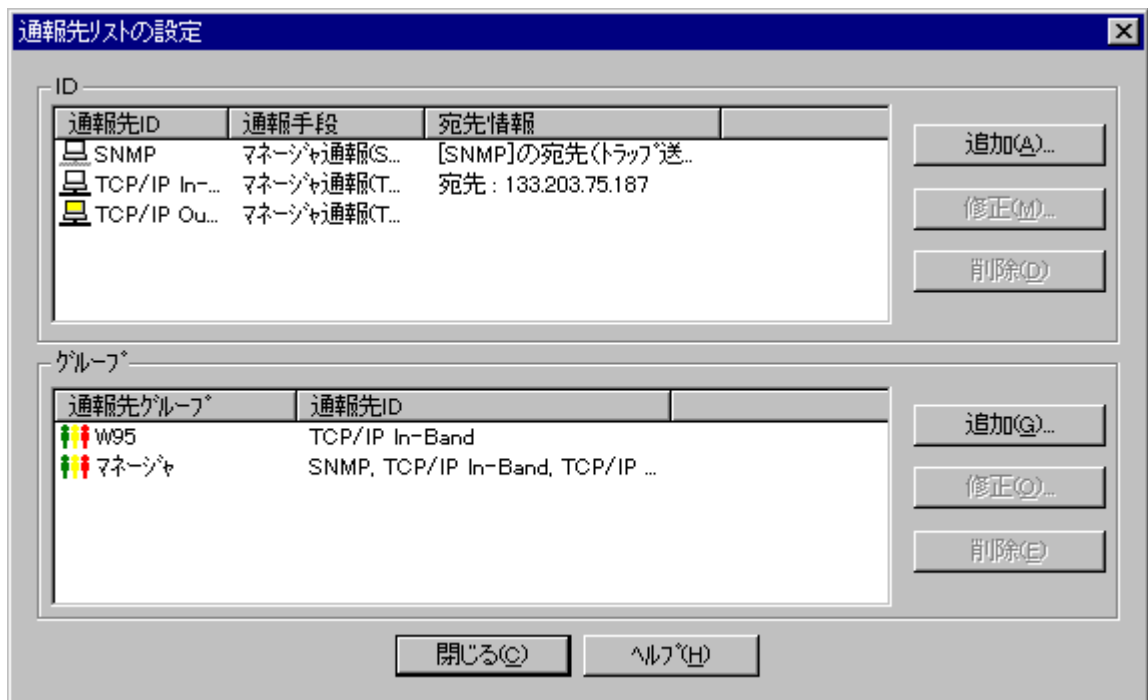 通報先リストの設定
ID
通報先ID 通報手段 宛先情報
SNMP マネージャ通報(S... [SNMP]の宛先(トラップ送...
TCP/IP In-... マネージャ通報(T... 宛先 : 133.203.75.187
TCP/IP Ou... マネージャ通報(T...
追加(A)...
修正(M)...
削除(D)
グループ
通報先グループ 通報先ID
W95 TCP/IP In-Band
マネージャ SNMP, TCP/IP In-Band, TCP/IP ...
追加(G)...
修正(O)...
削除(E)
閉じる(C) ヘルプ(H)